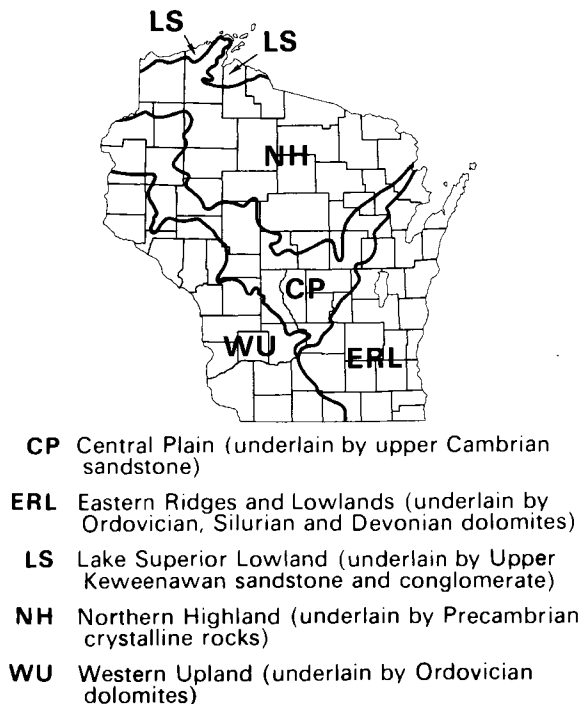 LS
LS
NH
CP
WU
ERL
CP Central Plain (underlain by upper Cambrian
sandstone)
ERL Eastern Ridges and Lowlands (underlain by
Ordovician, Silurian and Devonian dolomites)
LS Lake Superior Lowland (underlain by Upper
Keweenawan sandstone and conglomerate)
NH Northern Highland (underlain by Precambrian
crystalline rocks)
WU Western Upland (underlain by Ordovician
dolomites)